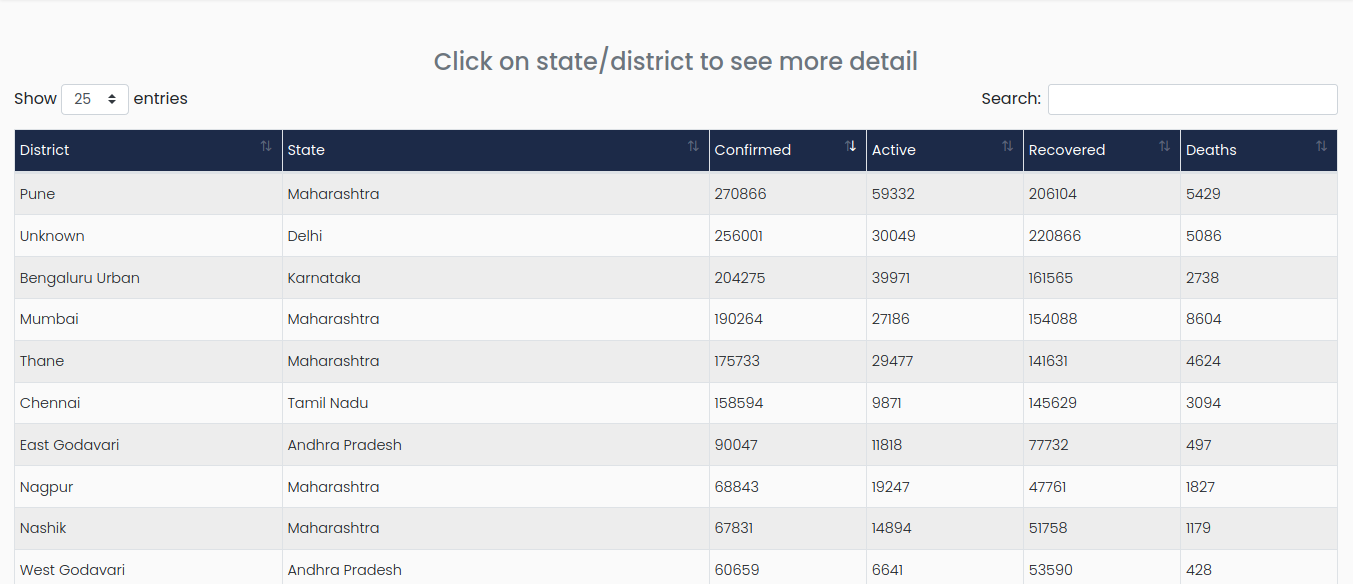 Click on state/district to see more detail
Show 25 entries Search:
District State Confirmed Active Recovered Deaths
Pune Maharashtra 270866 59332 206104 5429
Unknown Delhi 256001 30049 220866 5086
Bengaluru Urban Karnataka 204275 39971 161565 2738
Mumbai Maharashtra 190264 27186 154088 8604
Thane Maharashtra 175733 29477 141631 4624
Chennai Tamil Nadu 158594 9871 145629 3094
East Godavari Andhra Pradesh 90047 11818 77732 497
Nagpur Maharashtra 68843 19247 47761 1827
Nashik Maharashtra 67831 14894 51758 1179
West Godavari Andhra Pradesh 60659 6641 53590 428